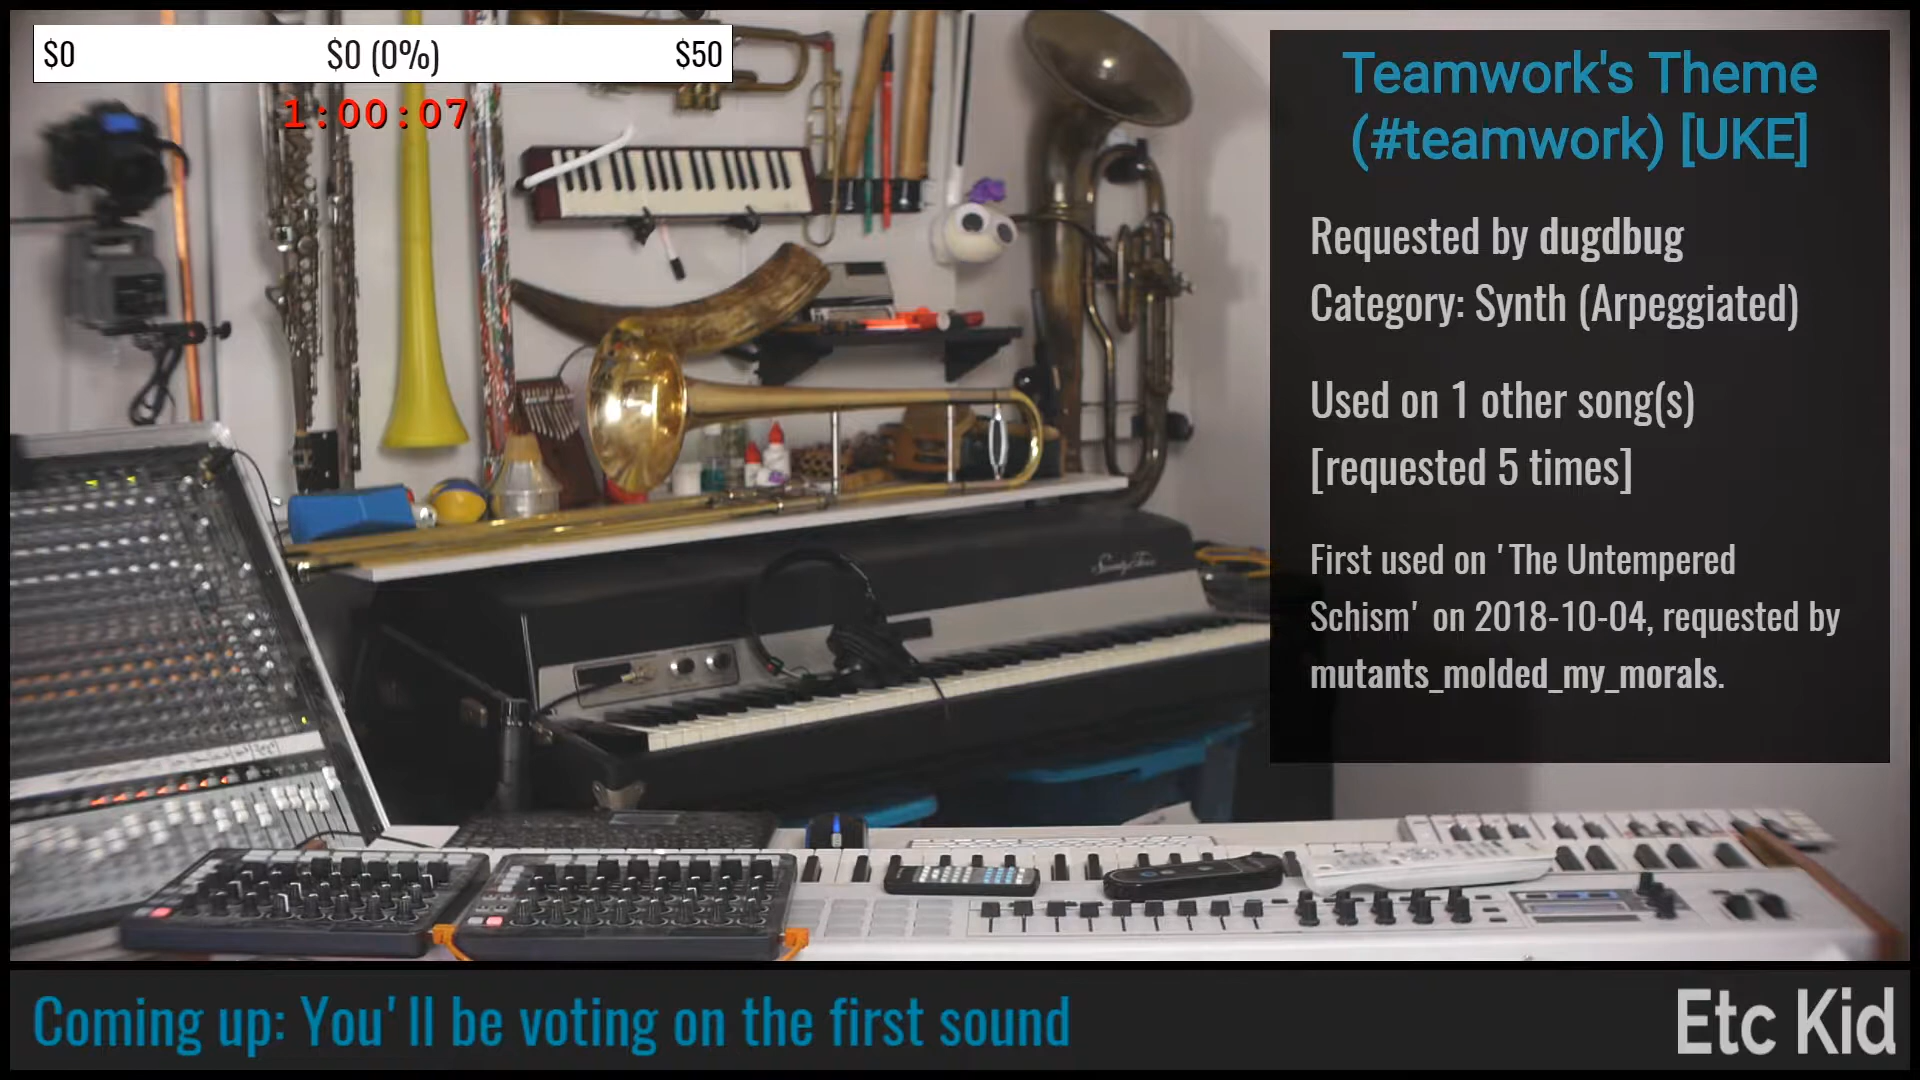 $0 $0 (0%) $50
1:00:07
Teamwork's Theme
(#teamwork) [UKE]
Requested by dugdbug
Category: Synth (Arpeggiated)
Used on 1 other song(s)
[requested 5 times]
First used on 'The Untempered
Schism' on 2018-10-04, requested by
mutants_molded_my_morals.
Coming up: You'll be voting on the first sound
Etc Kid